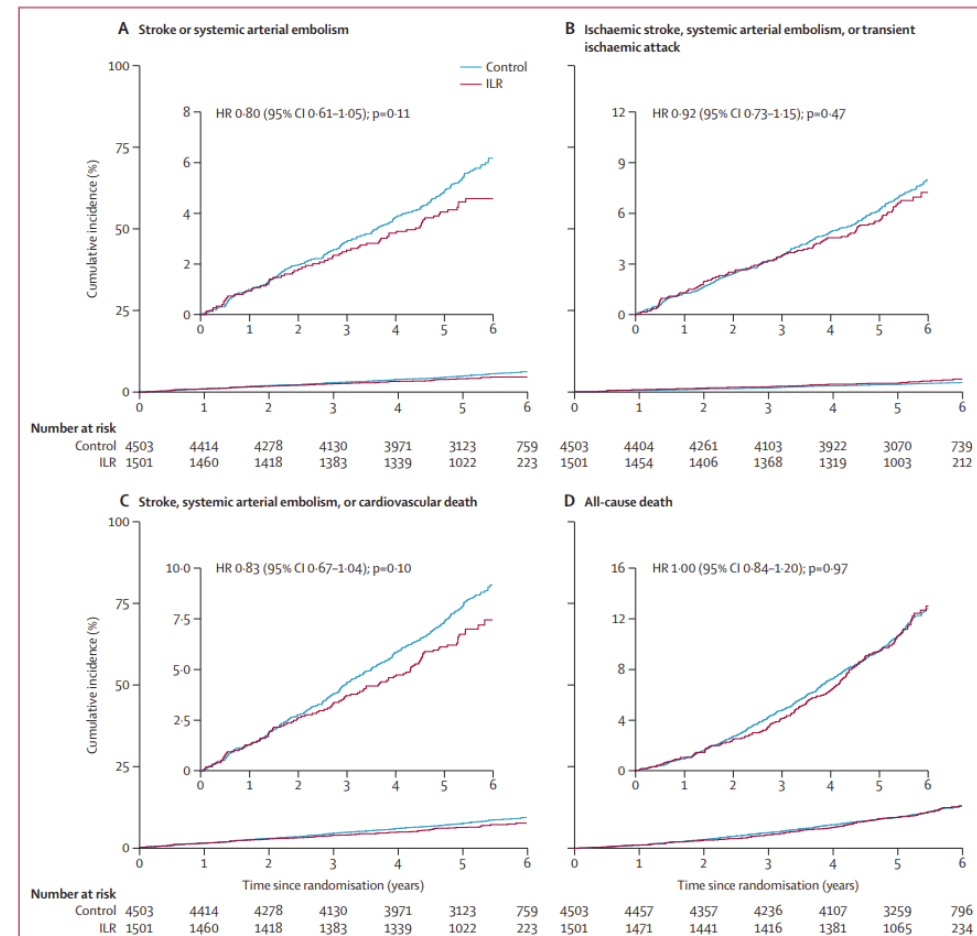 A Stroke or systemic arterial embolism
Control
ILR
HR 0·80 (95% CI 0·61–1·05); p=0·11
Cumulative incidence (%)
100
75
50
25
0
8
6
4
2
0
0 1 2 3 4 5 6
0 1 2 3 4 5 6
B Ischaemic stroke, systemic arterial embolism, or transient
ischaemic attack
HR 0·92 (95% CI 0·73–1·15); p=0·47
12
9
6
3
0
0 1 2 3 4 5 6
0 1 2 3 4 5 6
Number at risk
Control 4503 4414 4278 4130 3971 3123 759 4503 4404 4261 4103 3922 3070 739
ILR 1501 1460 1418 1383 1339 1022 223 1501 1454 1406 1368 1319 1003 212
C Stroke, systemic arterial embolism, or cardiovascular death
HR 0·83 (95% CI 0·67–1·04); p=0·10
Cumulative incidence (%)
100
75
50
25
0
10·0
7·5
5·0
2·5
0
0 1 2 3 4 5 6
0 1 2 3 4 5 6
Time since randomisation (years)
D All-cause death
HR 1·00 (95% CI 0·84–1·20); p=0·97
16
12
8
4
0
0 1 2 3 4 5 6
0 1 2 3 4 5 6
Time since randomisation (years)
Number at risk
Control 4503 4414 4278 4130 3971 3123 759 4503 4457 4357 4236 4107 3259 796
ILR 1501 1460 1418 1383 1339 1022 223 1501 1471 1441 1416 1381 1065 234